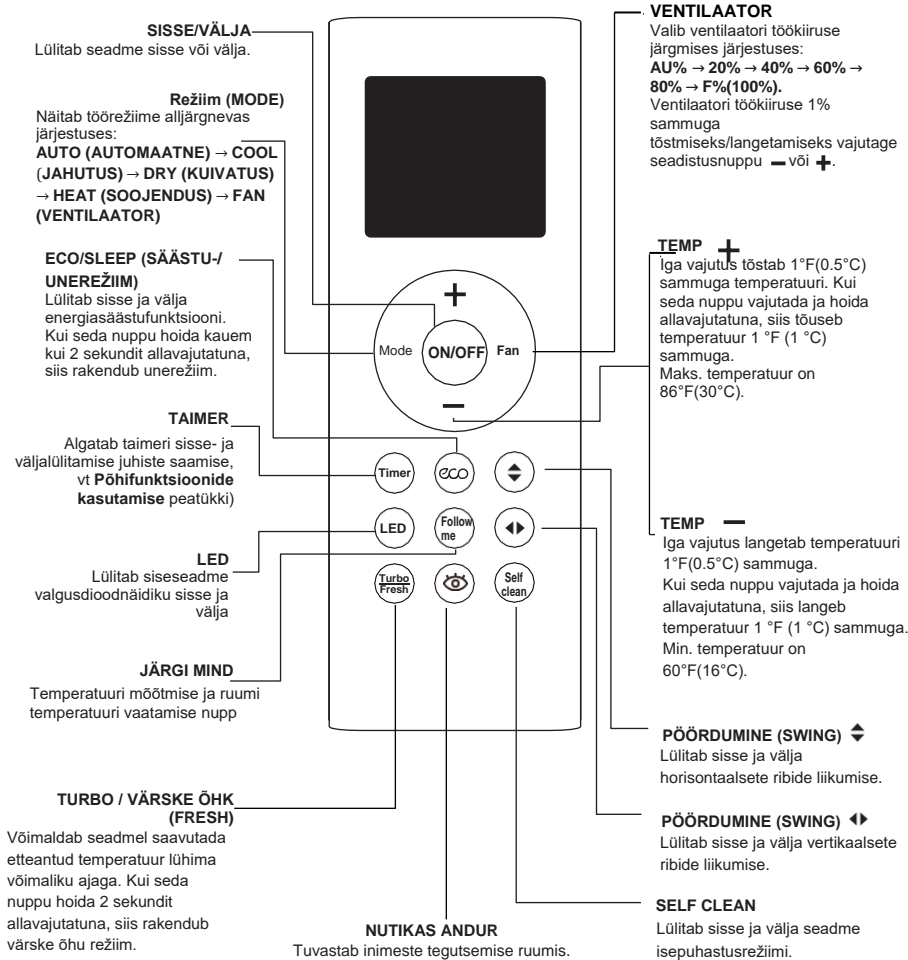 SISSE/VÄLJA
Lülitab seadme sisse või välja.
Režiim (MODE)
Näitab töörežiime alljärgnevas
järjestuses:
AUTO (AUTOMAATNE) → COOL
(JAHUTUS) → DRY (KUIVATUS)
→ HEAT (SOOJENDUS) → FAN
(VENTILAATOR)
ECO/SLEEP (SÄÄSTU-/
UNEREŽIIM)
Lülitab sisse ja välja
energiasäästufunktsiooni.
Kui seda nuppu hoida kauem
kui 2 sekundit allavajutatuna,
siis rakendub unerežiim.
TAIMER
Algatab taimeri sisse- ja
väljalülitamise juhiste saamise,
vt Põhifunktsioonide
kasutamise peatükki)
LED
Lülitab siseseadme
valgusdioodnäidiku sisse ja
välja
JÄRGI MIND
Temperatuuri mõõtmise ja ruumi
temperatuuri vaatamise nupp
TURBO / VÄRSKE ÕHK
(FRESH)
Võimaldab seadmel saavutada
etteantud temperatuur lühima
võimaliku ajaga. Kui seda
nuppu hoida 2 sekundit
allavajutatuna, siis rakendub
värske õhu režiim.
+
Mode ON/OFF Fan
−
Timer eco
LED Follow
me
Turbo
Fresh
Self
clean
NUTIKAS ANDUR
Tuvastab inimeste tegutsemise ruumis.
VENTILAATOR
Valib ventilaatori töökiiruse
järgmises järjestuses:
AU% → 20% → 40% → 60% →
80% → F%(100%).
Ventilaatori töökiiruse 1%
sammuga
tõstmiseks/langetamiseks vajutage
seadistusnuppu − või +.
TEMP +
Iga vajutus tõstab 1°F(0.5°C)
sammuga temperatuuri. Kui
seda nuppu vajutada ja hoida
allavajutatuna, siis tõuseb
temperatuur 1 °F (1 °C)
sammuga.
Maks. temperatuur on
86°F(30°C).
TEMP −
Iga vajutus langetab temperatuuri
1°F(0.5°C) sammuga.
Kui seda nuppu vajutada ja hoida
allavajutatuna, siis langeb
temperatuur 1 °F (1 °C) sammuga.
Min. temperatuur on
60°F(16°C).
PÖÖRDUMINE (SWING)
Lülitab sisse ja välja
horisontaalsete ribide liikumise.
PÖÖRDUMINE (SWING)
Lülitab sisse ja välja vertikaalsete
ribide liikumise.
SELF CLEAN
Lülitab sisse ja välja seadme
isepuhastusrežiimi.